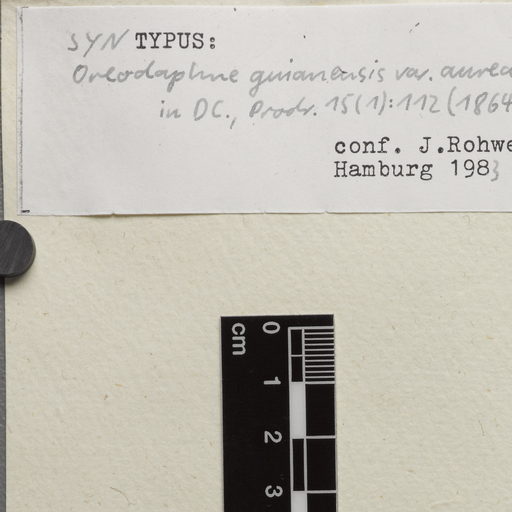 SYN TYPUS:
Oreodaphne guianensis var. aurea
in DC., Prodr. 15(1):112 (1864
conf. J.Rohwe
Hamburg 1983
cm
0
1
2
3